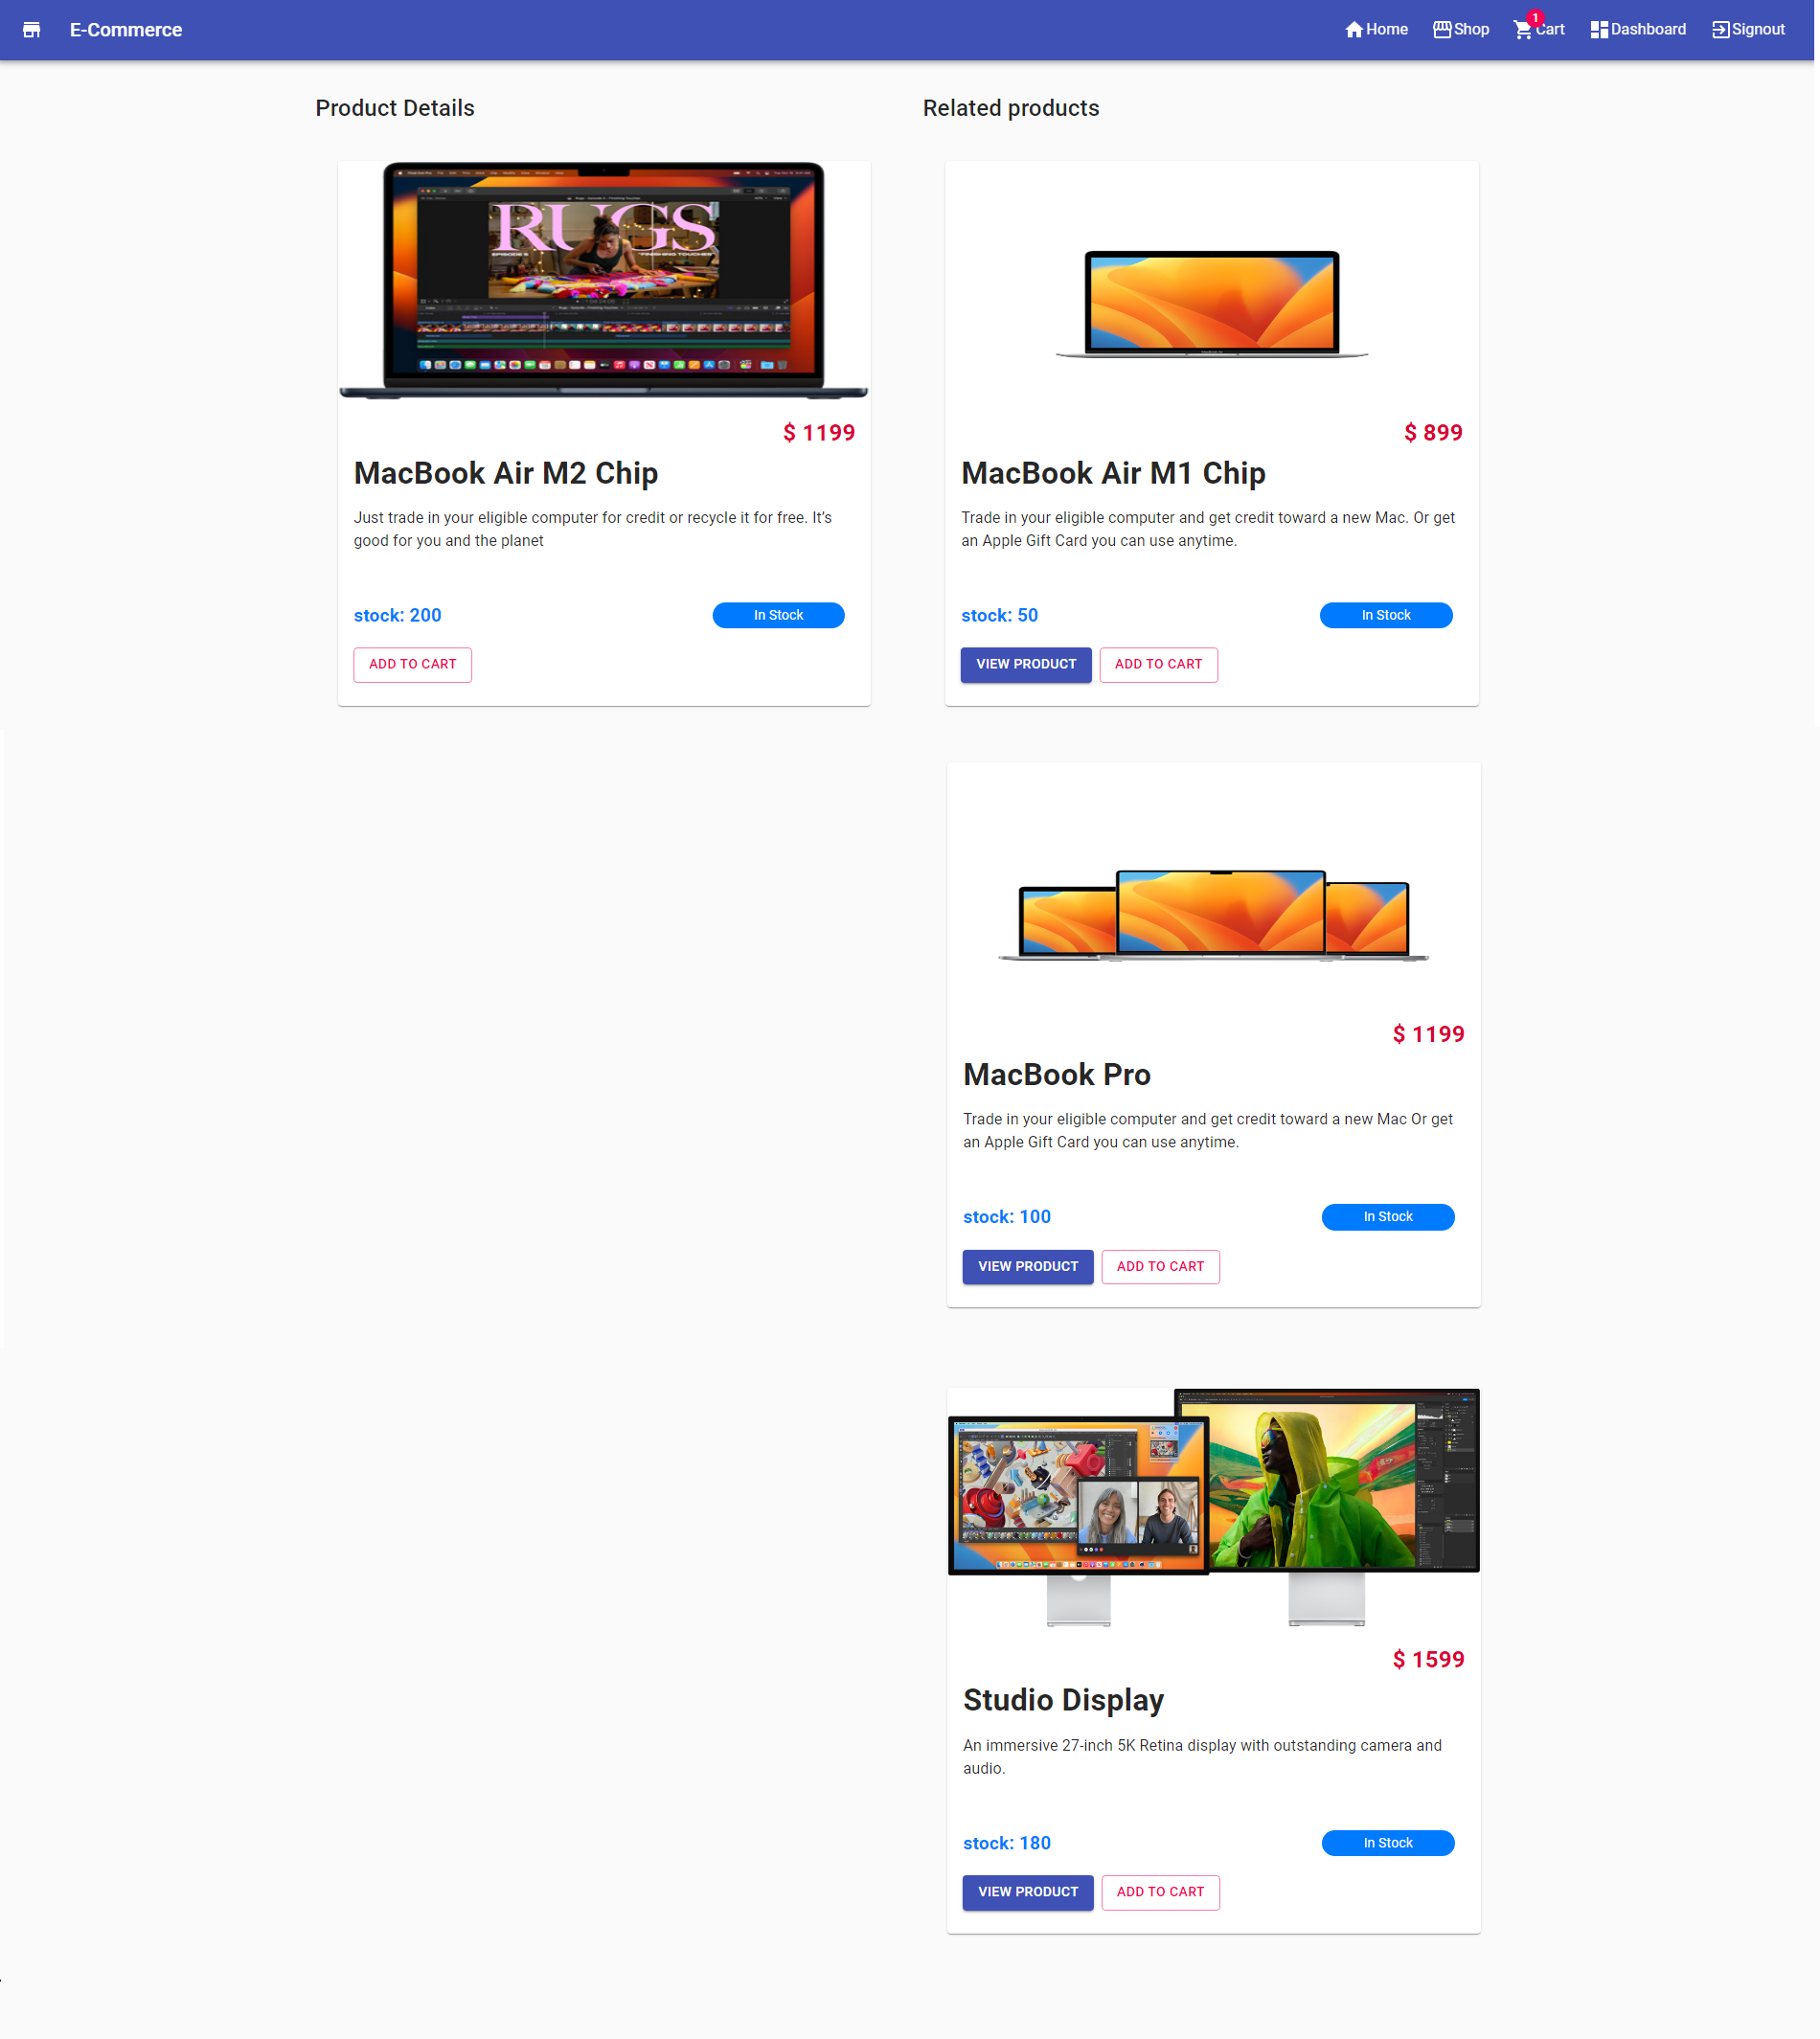 E-Commerce
Home
Shop
1
Cart
Dashboard
Signout
Product Details
RUGS
EPISODE 5
"FINISHING TOUCHES"
$ 1199
MacBook Air M2 Chip
Just trade in your eligible computer for credit or recycle it for free. It’s
good for you and the planet
stock: 200
In Stock
ADD TO CART
Related products
$ 899
MacBook Air M1 Chip
Trade in your eligible computer and get credit toward a new Mac. Or get
an Apple Gift Card you can use anytime.
stock: 50
In Stock
VIEW PRODUCT
ADD TO CART
$ 1199
MacBook Pro
Trade in your eligible computer and get credit toward a new Mac Or get
an Apple Gift Card you can use anytime.
stock: 100
In Stock
VIEW PRODUCT
ADD TO CART
$ 1599
Studio Display
An immersive 27-inch 5K Retina display with outstanding camera and
audio.
stock: 180
In Stock
VIEW PRODUCT
ADD TO CART